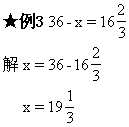 ★例3 36-x=16 2/3
解 x=36-16 2/3
x=19 1/3